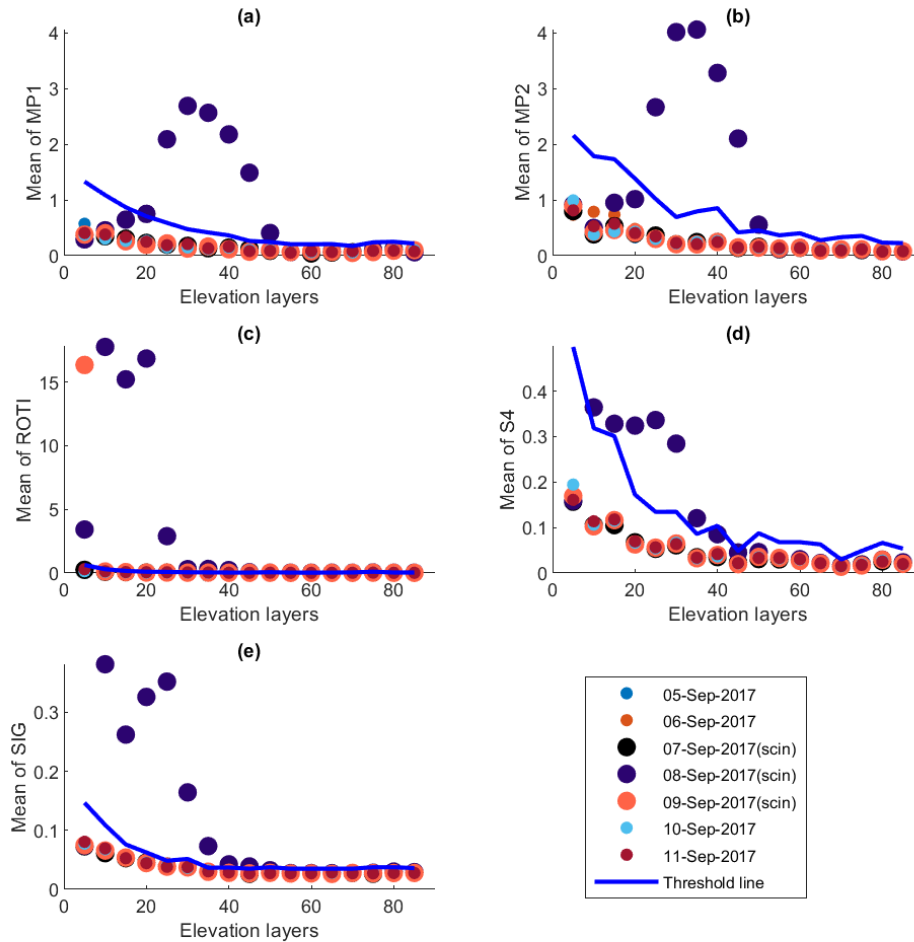 (a)
Mean of MP1
4
3
2
1
0
0 20 40 60 80
Elevation layers
(b)
Mean of MP2
4
3
2
1
0
0 20 40 60 80
Elevation layers
(c)
Mean of ROTI
15
10
5
0
0 20 40 60 80
Elevation layers
(d)
Mean of S4
0.4
0.3
0.2
0.1
0
0 20 40 60 80
Elevation layers
(e)
Mean of SIG
0.3
0.2
0.1
0
0 20 40 60 80
Elevation layers
05-Sep-2017
06-Sep-2017
07-Sep-2017(scin)
08-Sep-2017(scin)
09-Sep-2017(scin)
10-Sep-2017
11-Sep-2017
Threshold line